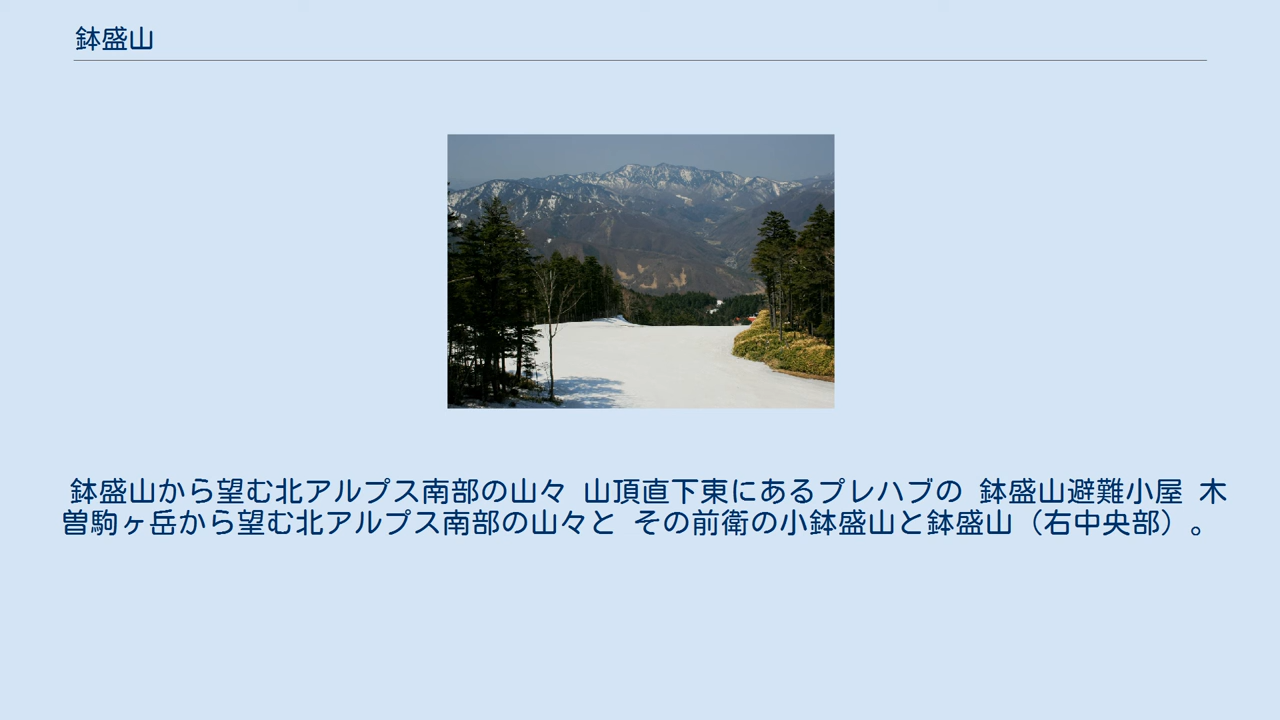 鉢盛山
鉢盛山から望む北アルプス南部の山々 山頂直下東にあるプレハブの 鉢盛山避難小屋 木
曽駒ヶ岳から望む北アルプス南部の山々と その前衛の小鉢盛山と鉢盛山（右中央部）。